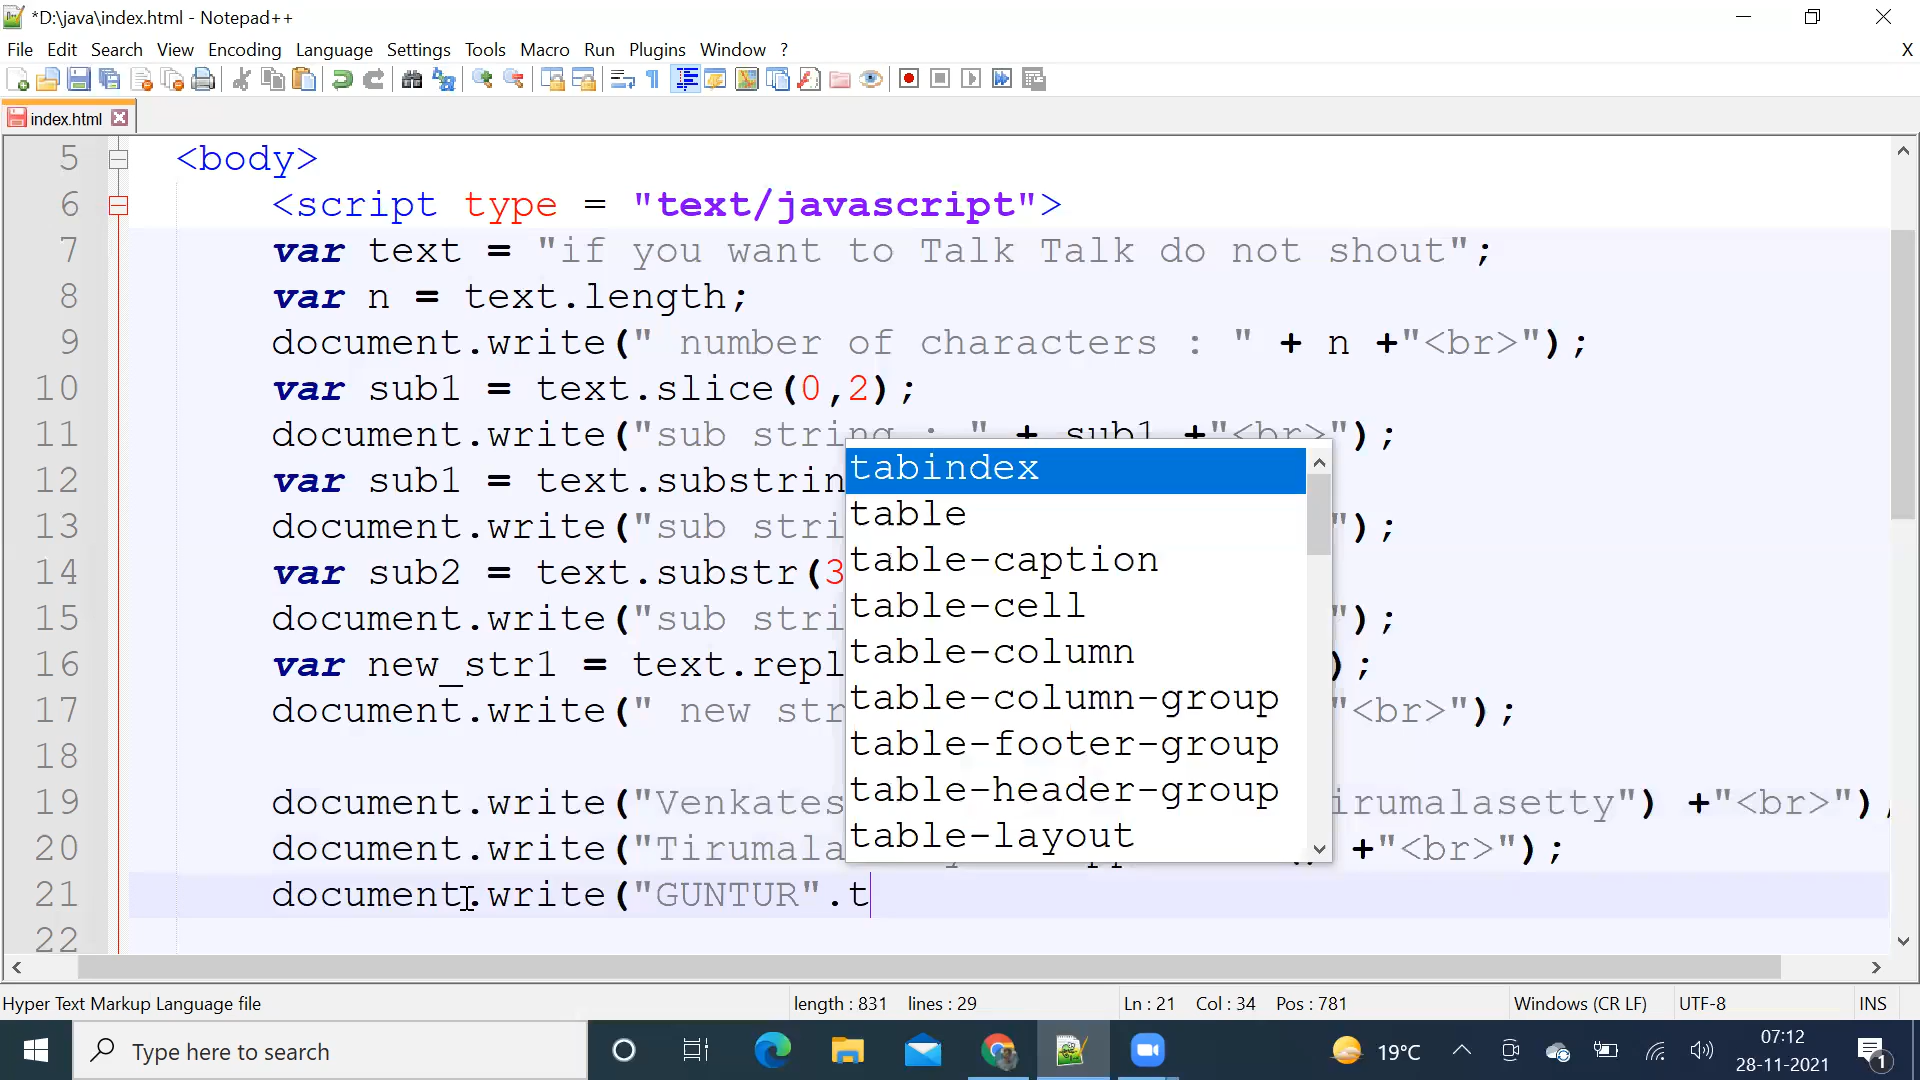 *D:\java\index.html - Notepad++
File Edit Search View Encoding Language Settings Tools Macro Run Plugins Window ?
X
index.html
5 <body>
6 <script type = "text/javascript">
7 var text = "if you want to Talk Talk do not shout";
8 var n = text.length;
9 document.write(" number of characters : " + n +"<br>");
10 var sub1 = text.slice(0,2);
11 document.write("sub string : " + sub1 +"<br>");
12 var sub1 = text.substrin
13 document.write("sub stri ");
14 var sub2 = text.substr(3
15 document.write("sub stri ");
16 var new_str1 = text.repl );
17 document.write(" new str "<br>");
18
19 document.write("Venkates irumalasetty") +"<br>")
20 document.write("Tirumala +"<br>");
21 document.write("GUNTUR".t
22
tabindex
table
table-caption
table-cell
table-column
table-column-group
table-footer-group
table-header-group
table-layout
Hyper Text Markup Language file length : 831 lines : 29 Ln : 21 Col : 34 Pos : 781 Windows (CR LF) UTF-8 INS
Type here to search
19°C
07:12
28-11-2021
1